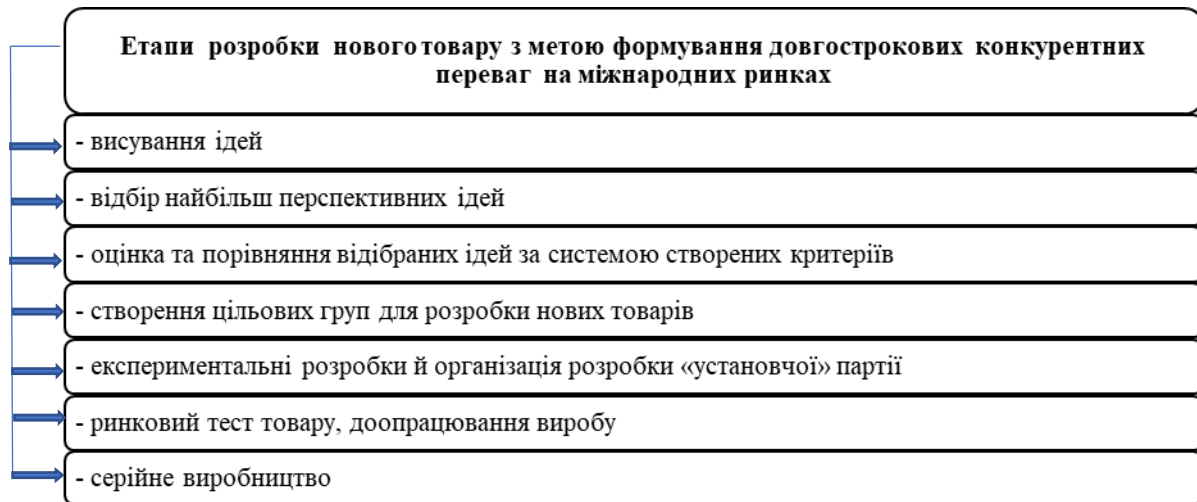 Етапи розробки нового товару з метою формування довгострокових конкурентних
переваг на міжнародних ринках
- висування ідей
- відбір найбільш перспективних ідей
- оцінка та порівняння відібраних ідей за системою створених критеріїв
- створення цільових груп для розробки нових товарів
- експериментальні розробки й організація розробки «установчої» партії
- ринковий тест товару, доопрацювання виробу
- серійне виробництво